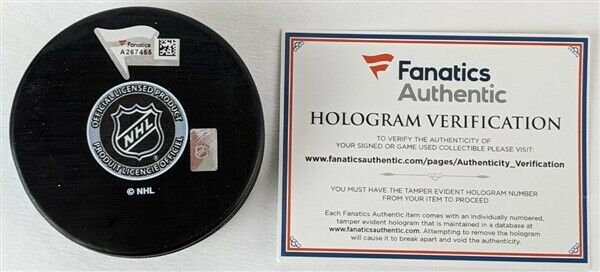 Fanatics
A267455
OFFICIAL LICENSED PRODUCT
NHL
PRODUIT LICENCIÉ OFFICIEL
© NHL
Fanatics
Authentic
HOLOGRAM VERIFICATION
TO VERIFY THE AUTHENTICITY OF
YOUR SIGNED OR GAME USED COLLECTIBLE PLEASE VISIT:
www.fanaticsauthentic.com/pages/Authenticity_Verification
YOU MUST HAVE THE TAMPER EVIDENT HOLOGRAM NUMBER
FROM YOUR ITEM TO PROCEED
Each Fanatics Authentic item comes with an individually numbered,
tamper evident hologram that is maintained in a database at
www.fanaticsauthentic.com. Attempting to remove the hologram
will cause it to break apart and void the authenticity.